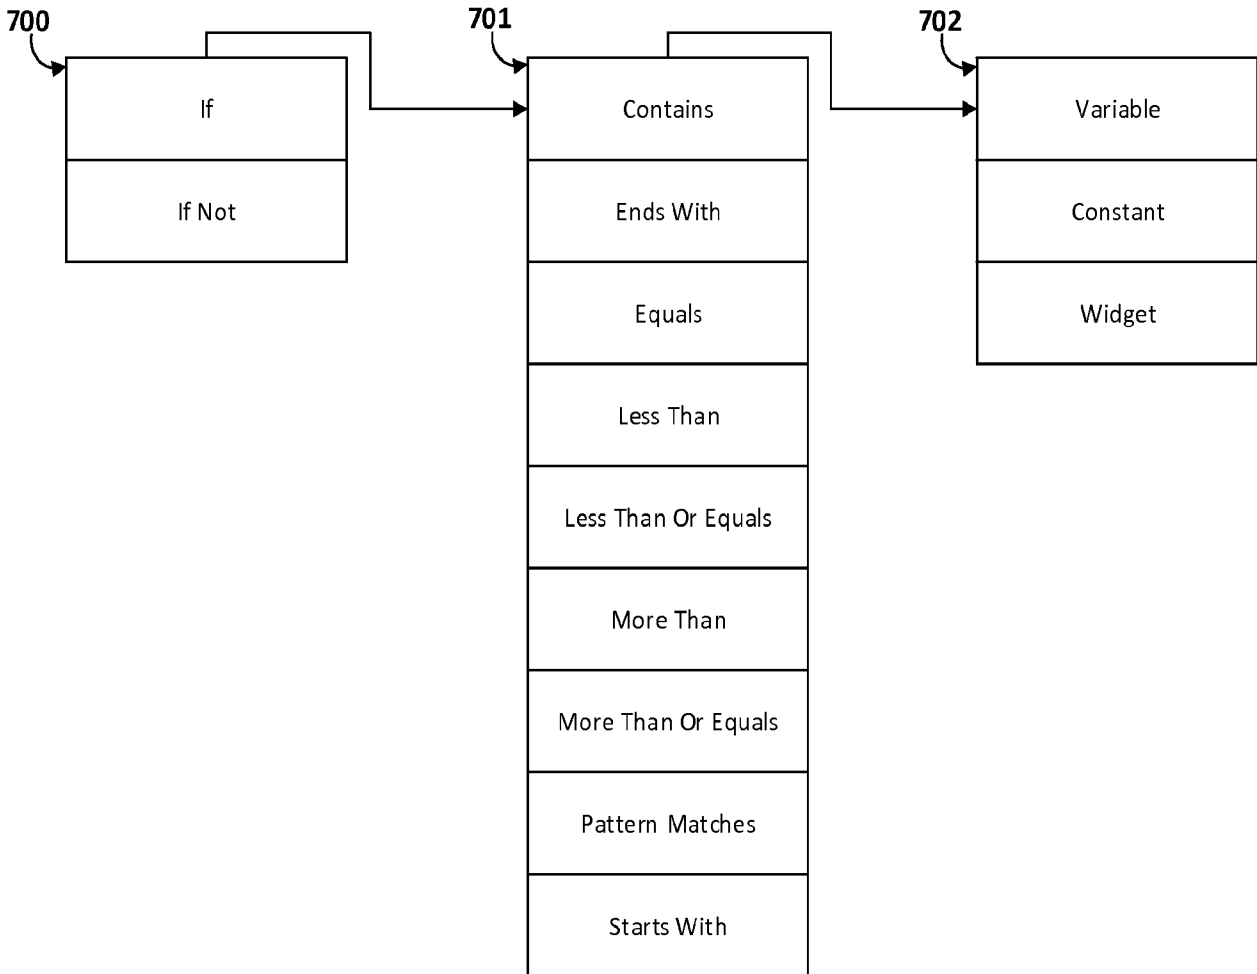 700
701
702
If
If Not
Contains
Ends With
Equals
Less Than
Less Than Or Equals
More Than
More Than Or Equals
Pattern Matches
Starts With
Variable
Constant
Widget